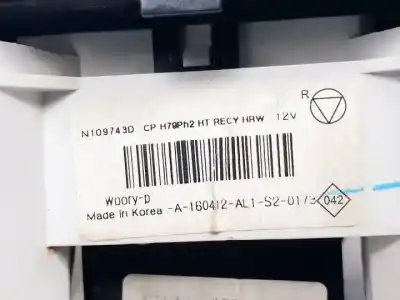 N109743D CP H79Ph2 HT RECY HRW 12V
R
Woory-p
Made in Korea -A-160412-AL1-S2-0173
042